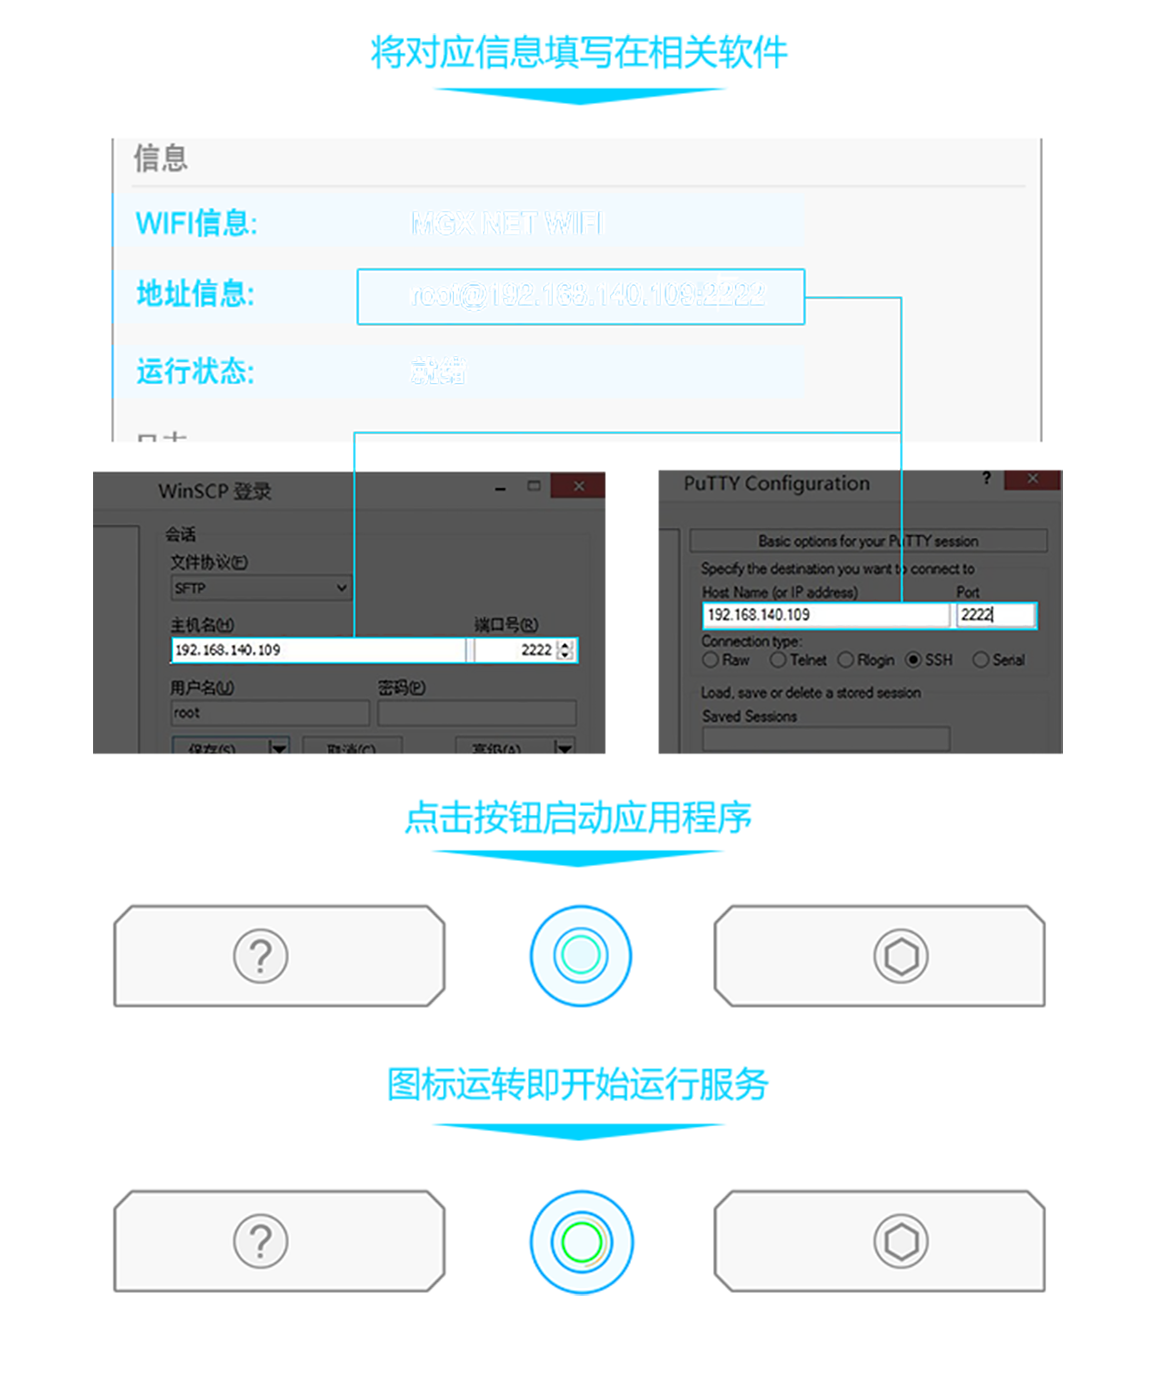 将对应信息填写在相关软件
信息
WIFI信息: MGX NET WIFI
地址信息: root@192.168.140.109:2222
运行状态: 就绪
WinSCP 登录
会话
文件协议(F)
SFTP
主机名(H) 端口号(R)
192.168.140.109 2222
用户名(U) 密码(P)
root
保存(S) 取消(C) 高级(A)
PuTTY Configuration ?
Basic options for your PuTTY session
Specify the destination you want to connect to
Host Name (or IP address) Port
192.168.140.109 2222
Connection type:
Raw Telnet Rlogin SSH Serial
Load, save or delete a stored session
Saved Sessions
点击按钮启动应用程序
?
图标运转即开始运行服务
?